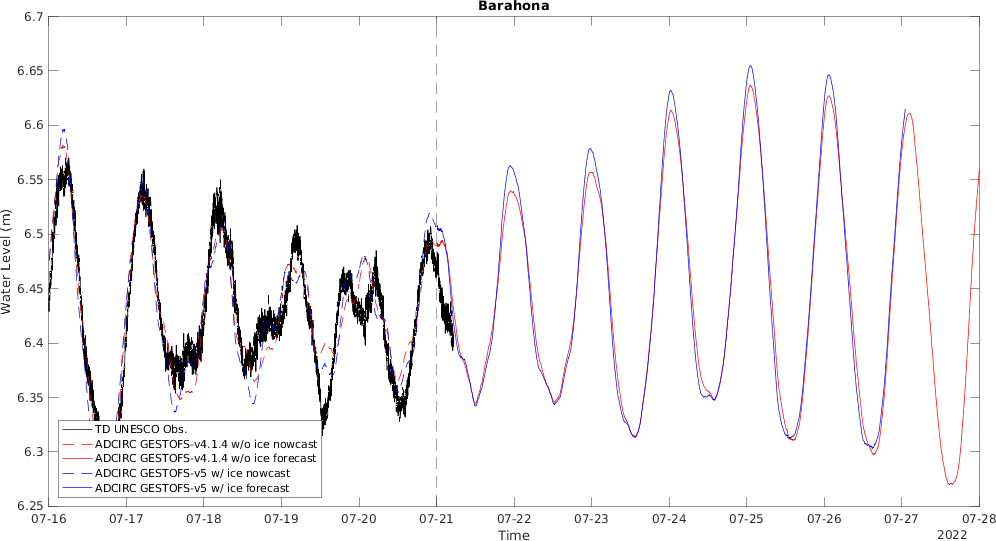 Barahona
6.7
6.65
6.6
6.55
6.5
6.45
6.4
6.35
6.3
6.25
Water Level (m)
TD UNESCO Obs.
ADCIRC GESTOFS-v4.1.4 w/o ice nowcast
ADCIRC GESTOFS-v4.1.4 w/o ice forecast
ADCIRC GESTOFS-v5 w/ ice nowcast
ADCIRC GESTOFS-v5 w/ ice forecast
07-16 07-17 07-18 07-19 07-20 07-21 07-22 07-23 07-24 07-25 07-26 07-27 07-28
Time
2022